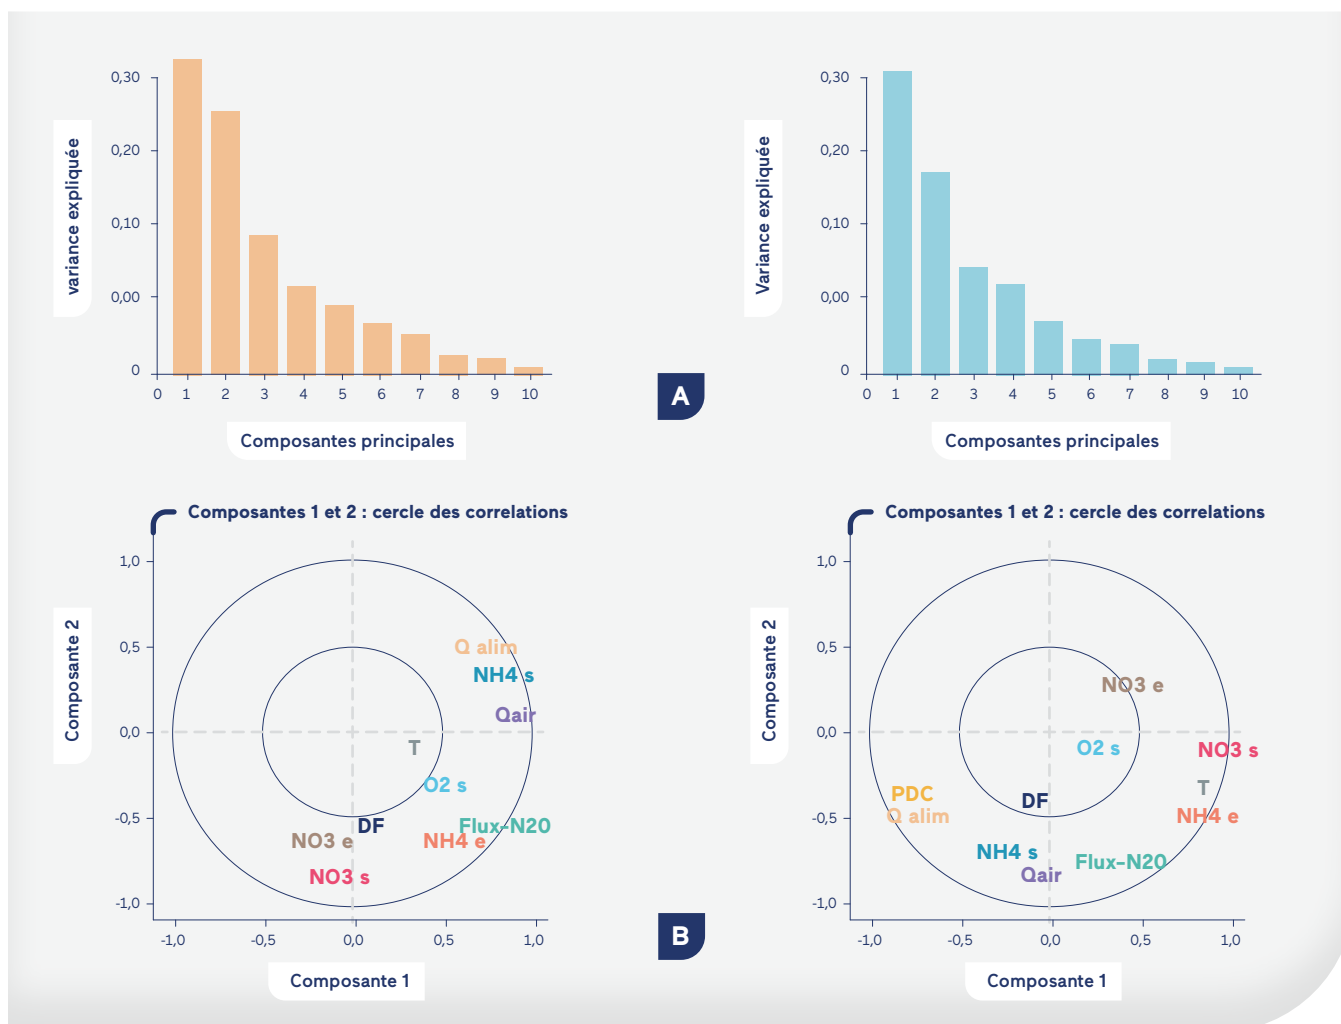 variance expliquée
0,30
0,20
0,10
0,00
0
0 1 2 3 4 5 6 7 8 9 10
Composantes principales
A
Variance expliquée
0,30
0,20
0,10
0,00
0
0 1 2 3 4 5 6 7 8 9 10
Composantes principales
Composantes 1 et 2 : cercle des correlations
Composante 2
1,0
0,5
0,0
-0,5
-1,0
Q alim
NH4 s
Qair
T
O2 s
DF
Flux-N20
NO3 e
NH4 e
NO3 s
-1,0 -0,5 0,0 0,5 1,0
Composante 1
B
Composantes 1 et 2 : cercle des correlations
Composante 2
1,0
0,5
0,0
-0,5
-1,0
NO3 e
O2 s
NO3 s
T
PDC
DF
Q alim
NH4 e
NH4 s
Flux-N20
Qair
-1,0 -0,5 0,0 0,5 1,0
Composante 1